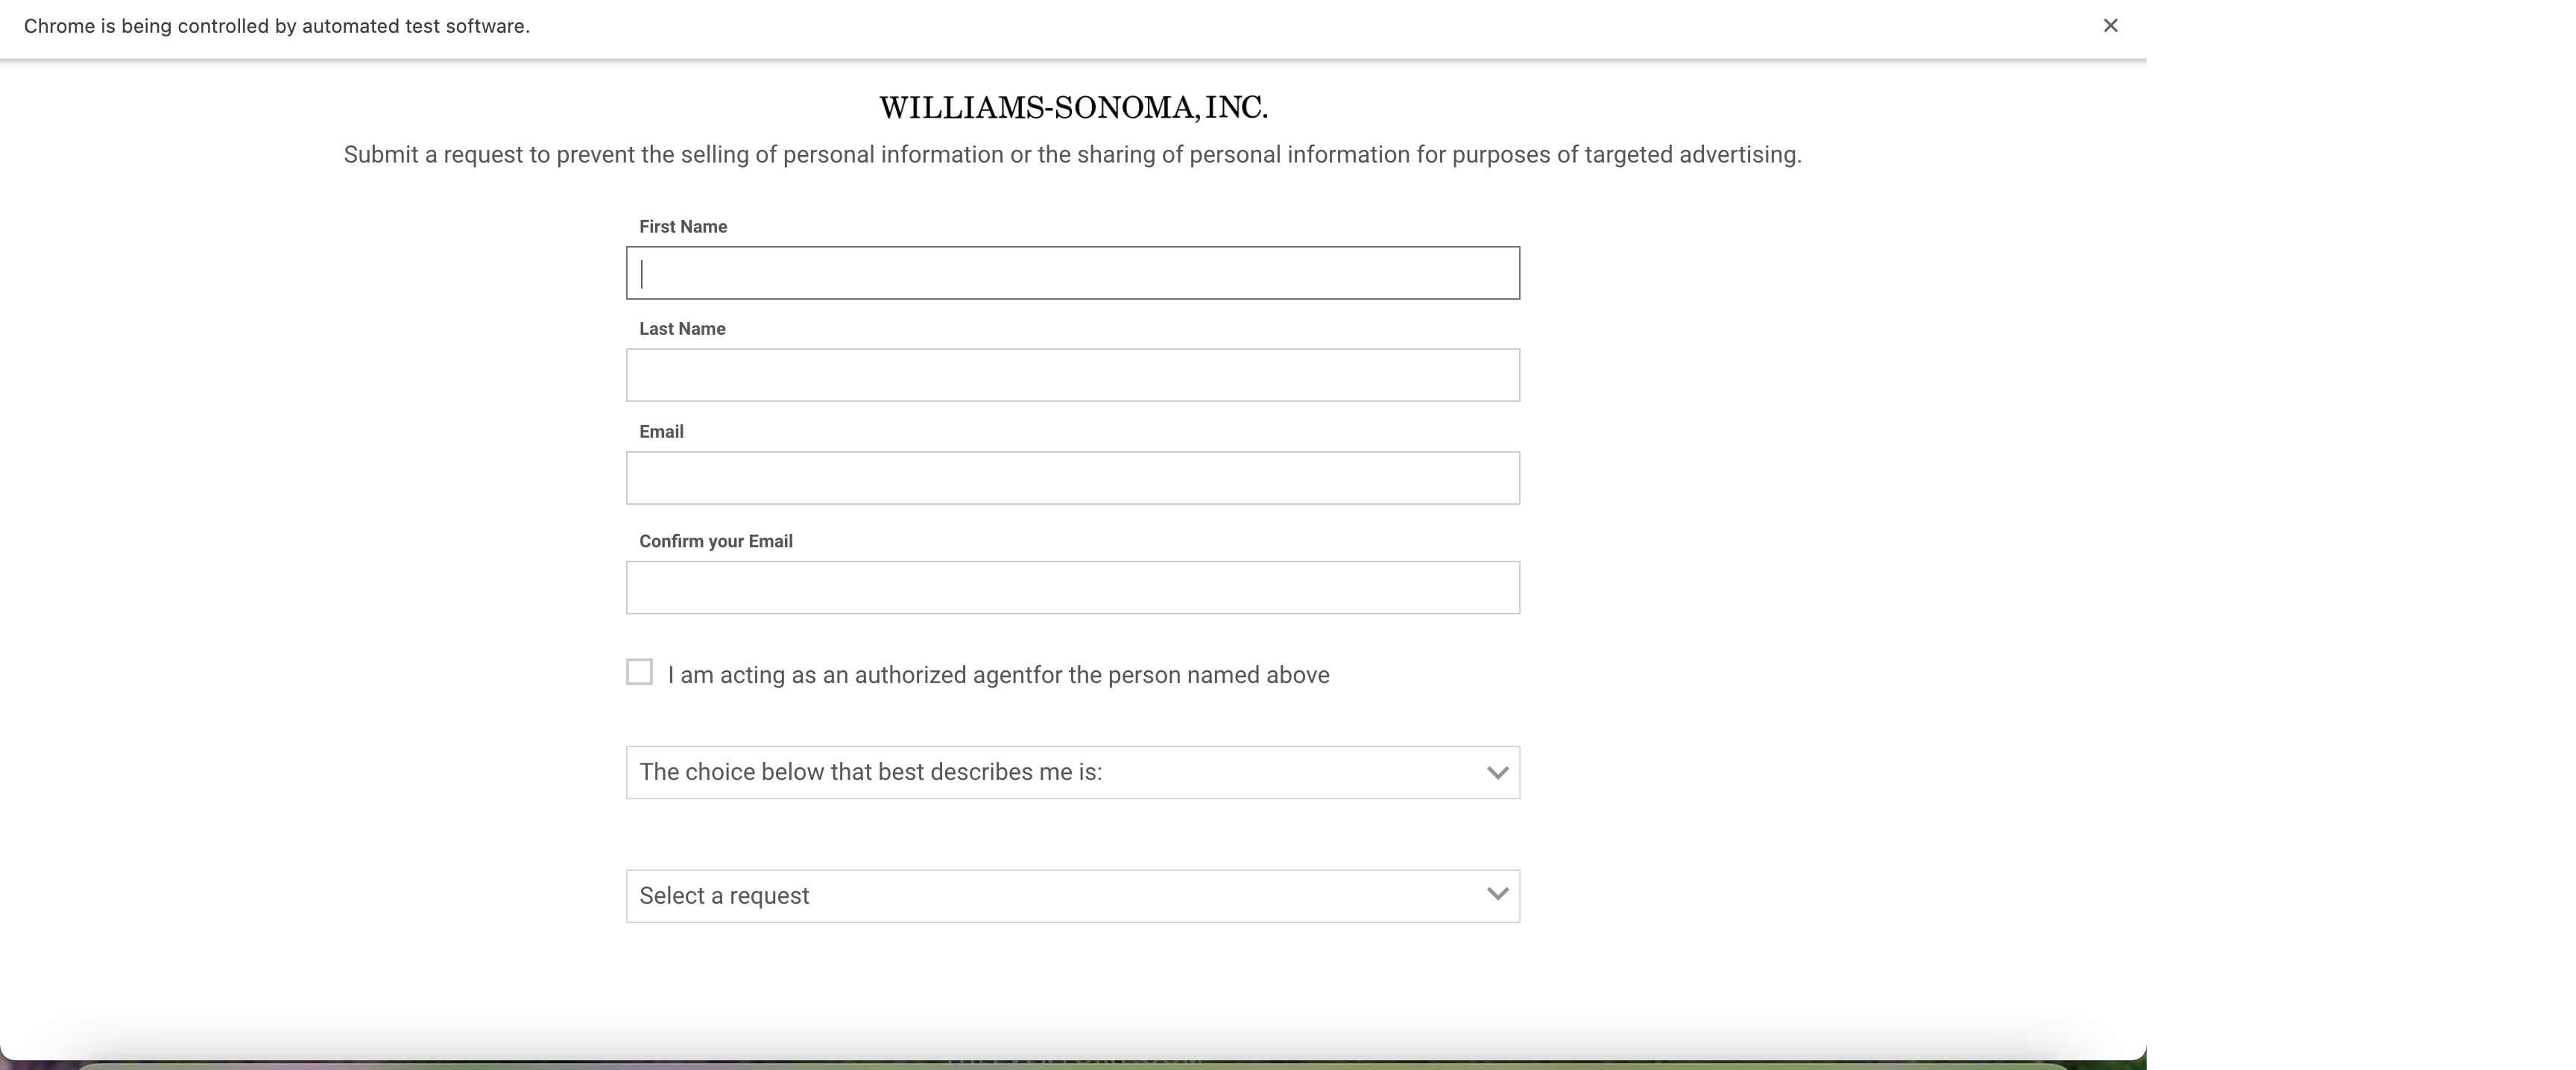 Chrome is being controlled by automated test software.
WILLIAMS-SONOMA, INC.
Submit a request to prevent the selling of personal information or the sharing of personal information for purposes of targeted advertising.
First Name
Last Name
Email
Confirm your Email
I am acting as an authorized agentfor the person named above
The choice below that best describes me is:
Select a request